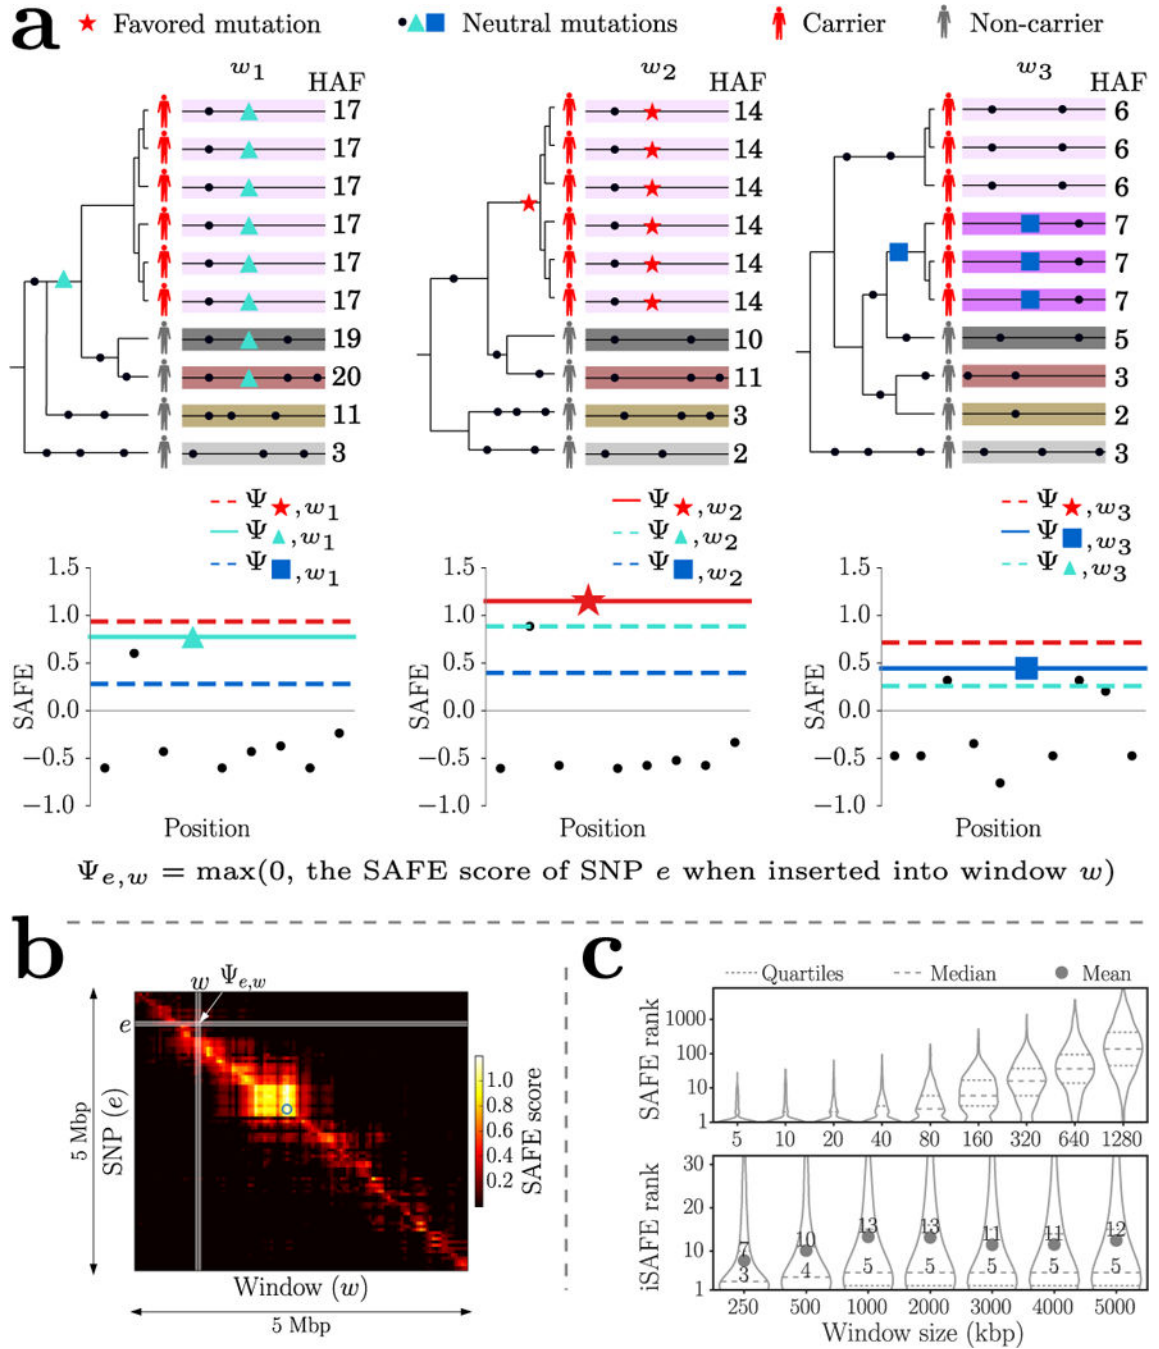 a
Favored mutation
Neutral mutations
Carrier
Non-carrier
w1
HAF
17
17
17
17
17
17
19
20
11
3
w2
HAF
14
14
14
14
14
14
10
11
3
2
w3
HAF
6
6
6
7
7
7
5
3
2
3
Ψ★, w1
Ψ▲, w1
Ψ■, w1
1.5
1.0
0.5
0.0
−0.5
−1.0
SAFE
Position
Ψ★, w2
Ψ▲, w2
Ψ■, w2
1.5
1.0
0.5
0.0
−0.5
−1.0
SAFE
Position
Ψ★, w3
Ψ■, w3
Ψ▲, w3
1.5
1.0
0.5
0.0
−0.5
−1.0
SAFE
Position
Ψe,w = max(0, the SAFE score of SNP e when inserted into window w)
b
w
Ψe,w
e
5 Mbp
SNP (e)
1.0
0.8
0.6
0.4
0.2
SAFE score
Window (w)
5 Mbp
c
Quartiles
Median
Mean
SAFE rank
1000
100
10
1
5 10 20 40 80 160 320 640 1280
iSAFE rank
30
20
10
1
7 10 13 13 11 11 12
3 4 5 5 5 5 5
250 500 1000 2000 3000 4000 5000
Window size (kbp)